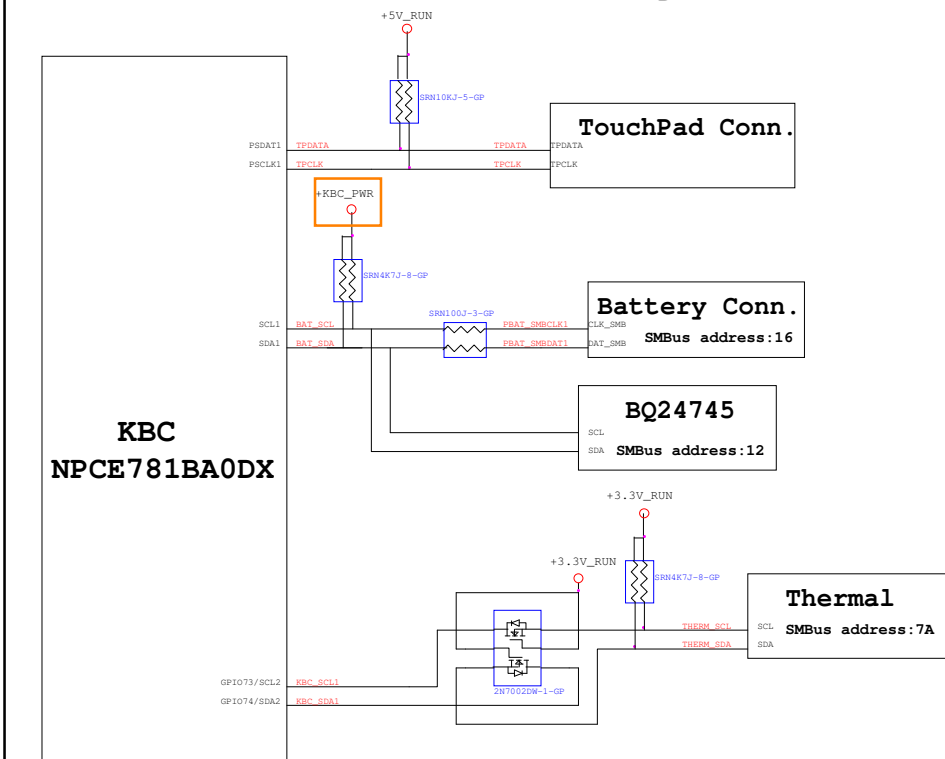 +5V_RUN
SRN10KJ-5-GP
TouchPad Conn.
PSDAT1 TPDATA TPDATA TPDATA
PSCLK1 TPCLK TPCLK TPCLK
+KBC_PWR
SRN4K7J-8-GP
Battery Conn.
SRN100J-3-GP
SCL1 BAT_SCL PBAT_SMBCLK1 CLK_SMB
SMBus address:16
SDA1 BAT_SDA PBAT_SMBDAT1 DAT_SMB
BQ24745
SCL
SDA SMBus address:12
KBC
NPCE781BA0DX
+3.3V_RUN
+3.3V_RUN
SRN4K7J-8-GP
Thermal
THERM_SCL SCL SMBus address:7A
THERM_SDA SDA
GPIO73/SCL2 KBC_SCL1
2N7002DW-1-GP
GPIO74/SDA2 KBC_SDA1